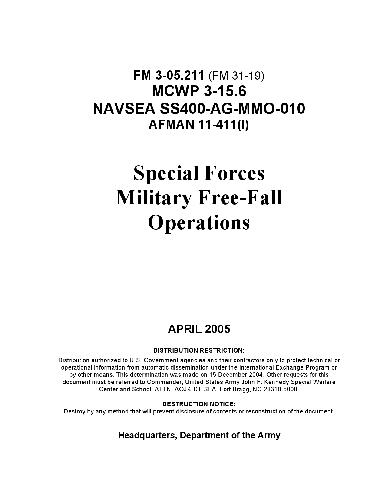 FM 3-05.211 (FM 31-19)
MCWP 3-15.6
NAVSEA SS400-AG-MMO-010
AFMAN 11-411(I)
Special Forces
Military Free-Fall
Operations
APRIL 2005
DISTRIBUTION RESTRICTION:
Distribution authorized to U.S. Government agencies and their contractors only to protect technical or
operational information from automatic dissemination under the International Exchange Program or
by other means. This determination was made on 15 December 2004. Other requests for this
document must be referred to Commander, United States Army John F. Kennedy Special Warfare
Center and School, Fort Bragg, NC
DESTRUCTION NOTICE:
Destroy by any method that will prevent disclosure of contents or reconstruction of the document.
Headquarters, Department of the Army